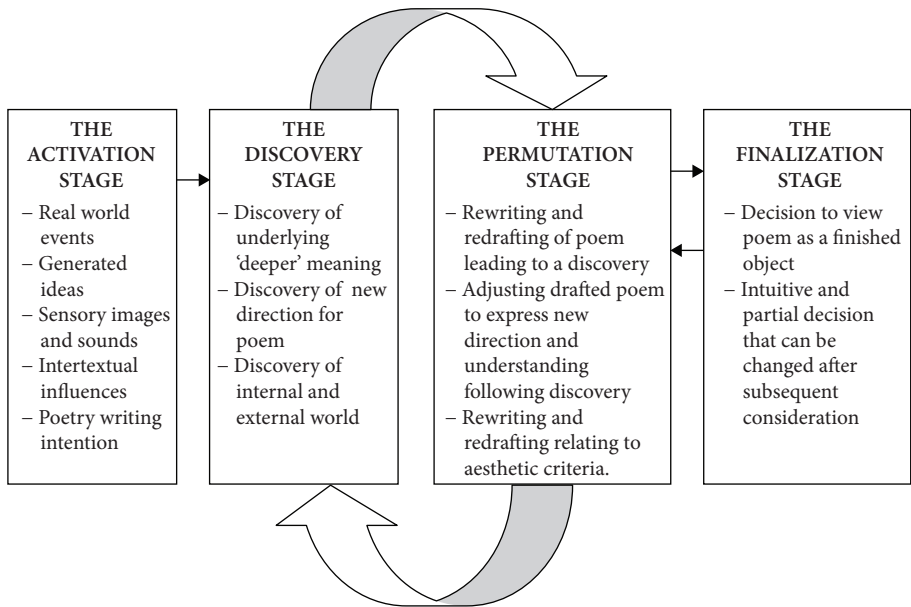 THE
ACTIVATION
STAGE
– Real world
events
– Generated
ideas
– Sensory images
and sounds
– Intertextual
influences
– Poetry writing
intention
THE
DISCOVERY
STAGE
– Discovery of
underlying
‘deeper’ meaning
– Discovery of new
direction for
poem
– Discovery of
internal and
external world
THE
PERMUTATION
STAGE
– Rewriting and
redrafting of poem
leading to a discovery
– Adjusting drafted poem
to express new
direction and
understanding
following discovery
– Rewriting and
redrafting relating to
aesthetic criteria.
THE
FINALIZATION
STAGE
– Decision to view
poem as a finished
object
– Intuitive and
partial decision
that can be
changed after
subsequent
consideration